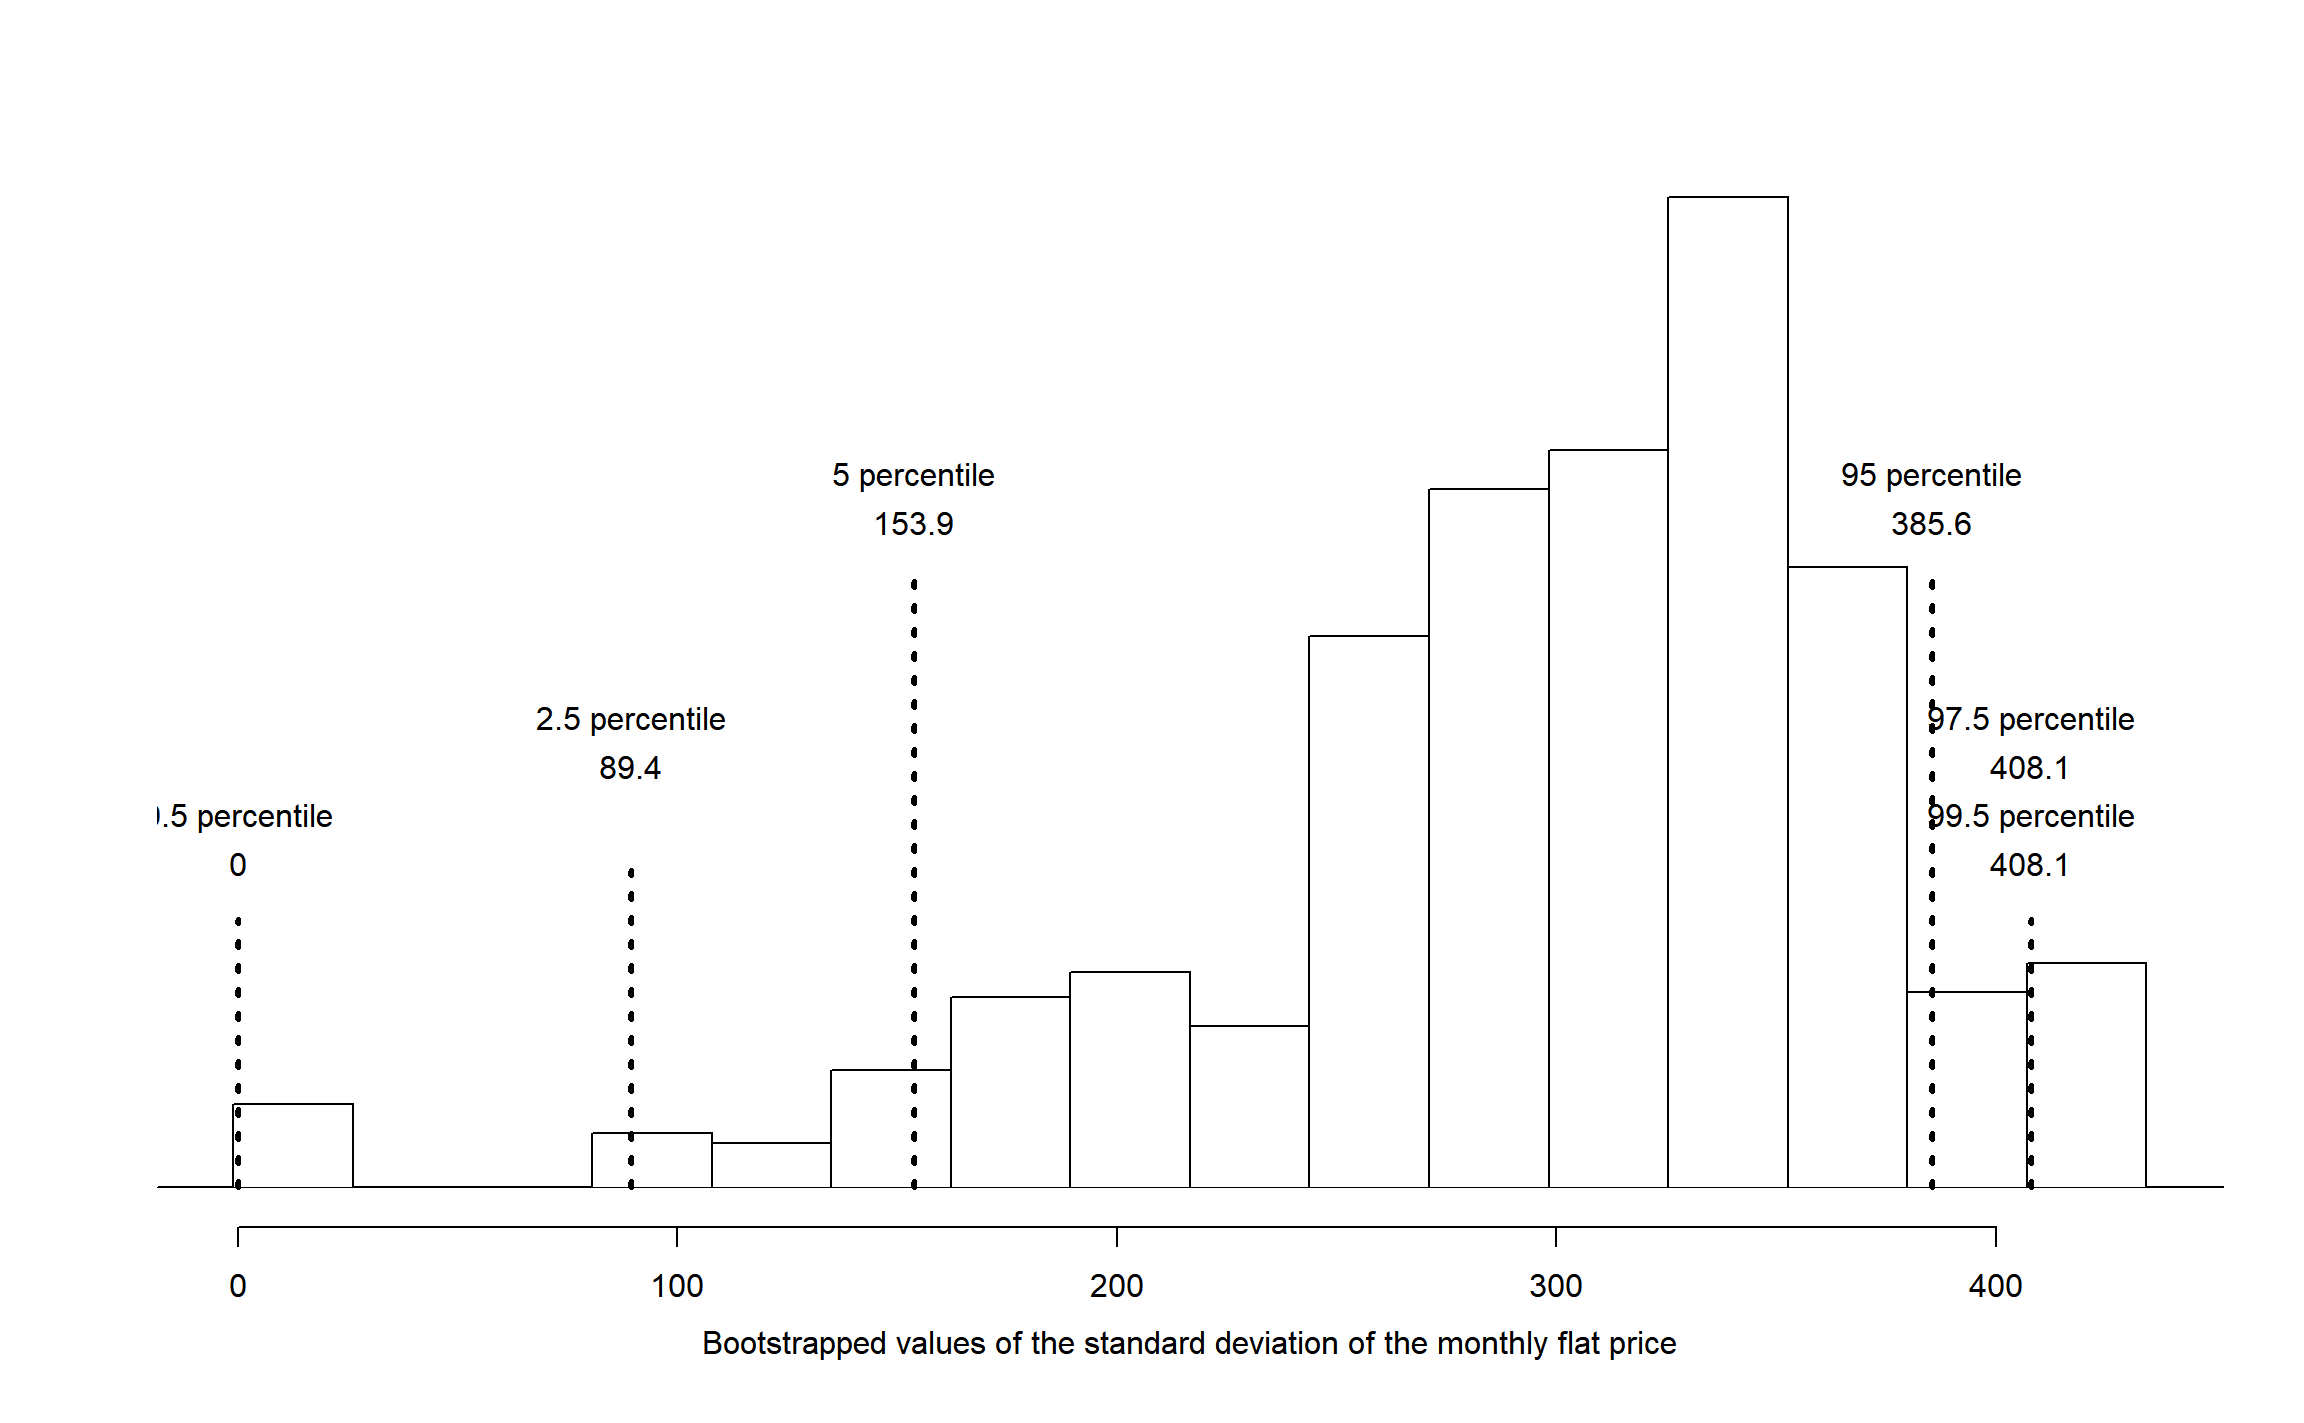 5 percentile
153.9
95 percentile
385.6
2.5 percentile
89.4
97.5 percentile
408.1
.5 percentile
0
99.5 percentile
408.1
0 100 200 300 400
Bootstrapped values of the standard deviation of the monthly flat price